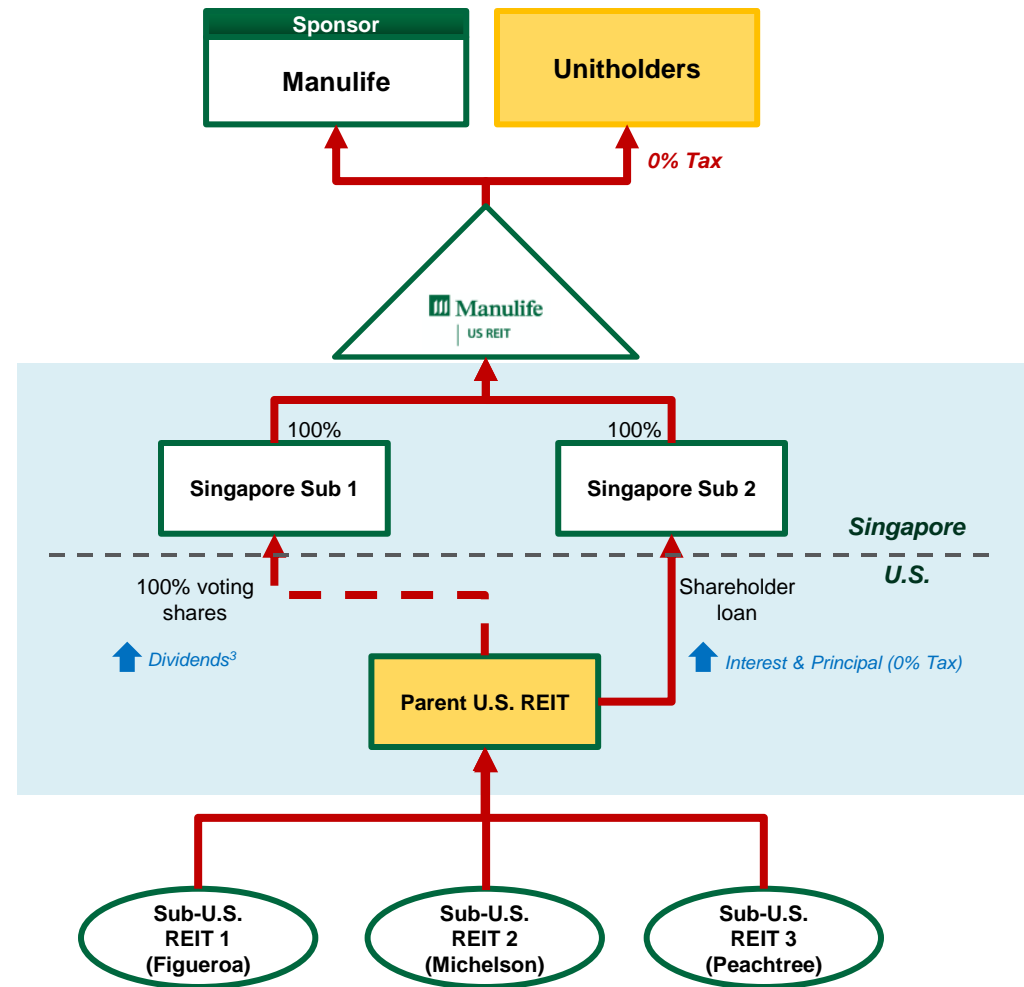 Sponsor
Manulife
Unitholders
0% Tax
Manulife
US REIT
100%
100%
Singapore Sub 1
Singapore Sub 2
Singapore
U.S.
100% voting
shares
Shareholder
loan
Dividends³
Interest & Principal (0% Tax)
Parent U.S. REIT
Sub-U.S.
REIT 1
(Figueroa)
Sub-U.S.
REIT 2
(Michelson)
Sub-U.S.
REIT 3
(Peachtree)